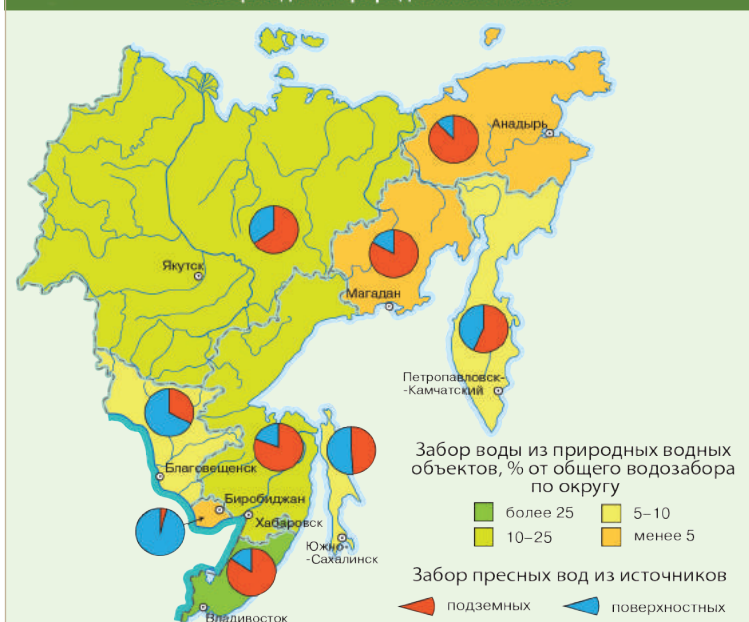 Анадырь
Якутск
Магадан
Петропавловск-
-Камчатский
Забор воды из природных водных
объектов, % от общего водозабора
по округу
более 25
5–10
10–25
менее 5
Благовещенск
Биробиджан
Хабаровск
Южно-
-Сахалинск
Владивосток
Забор пресных вод из источников
подземных
поверхностных